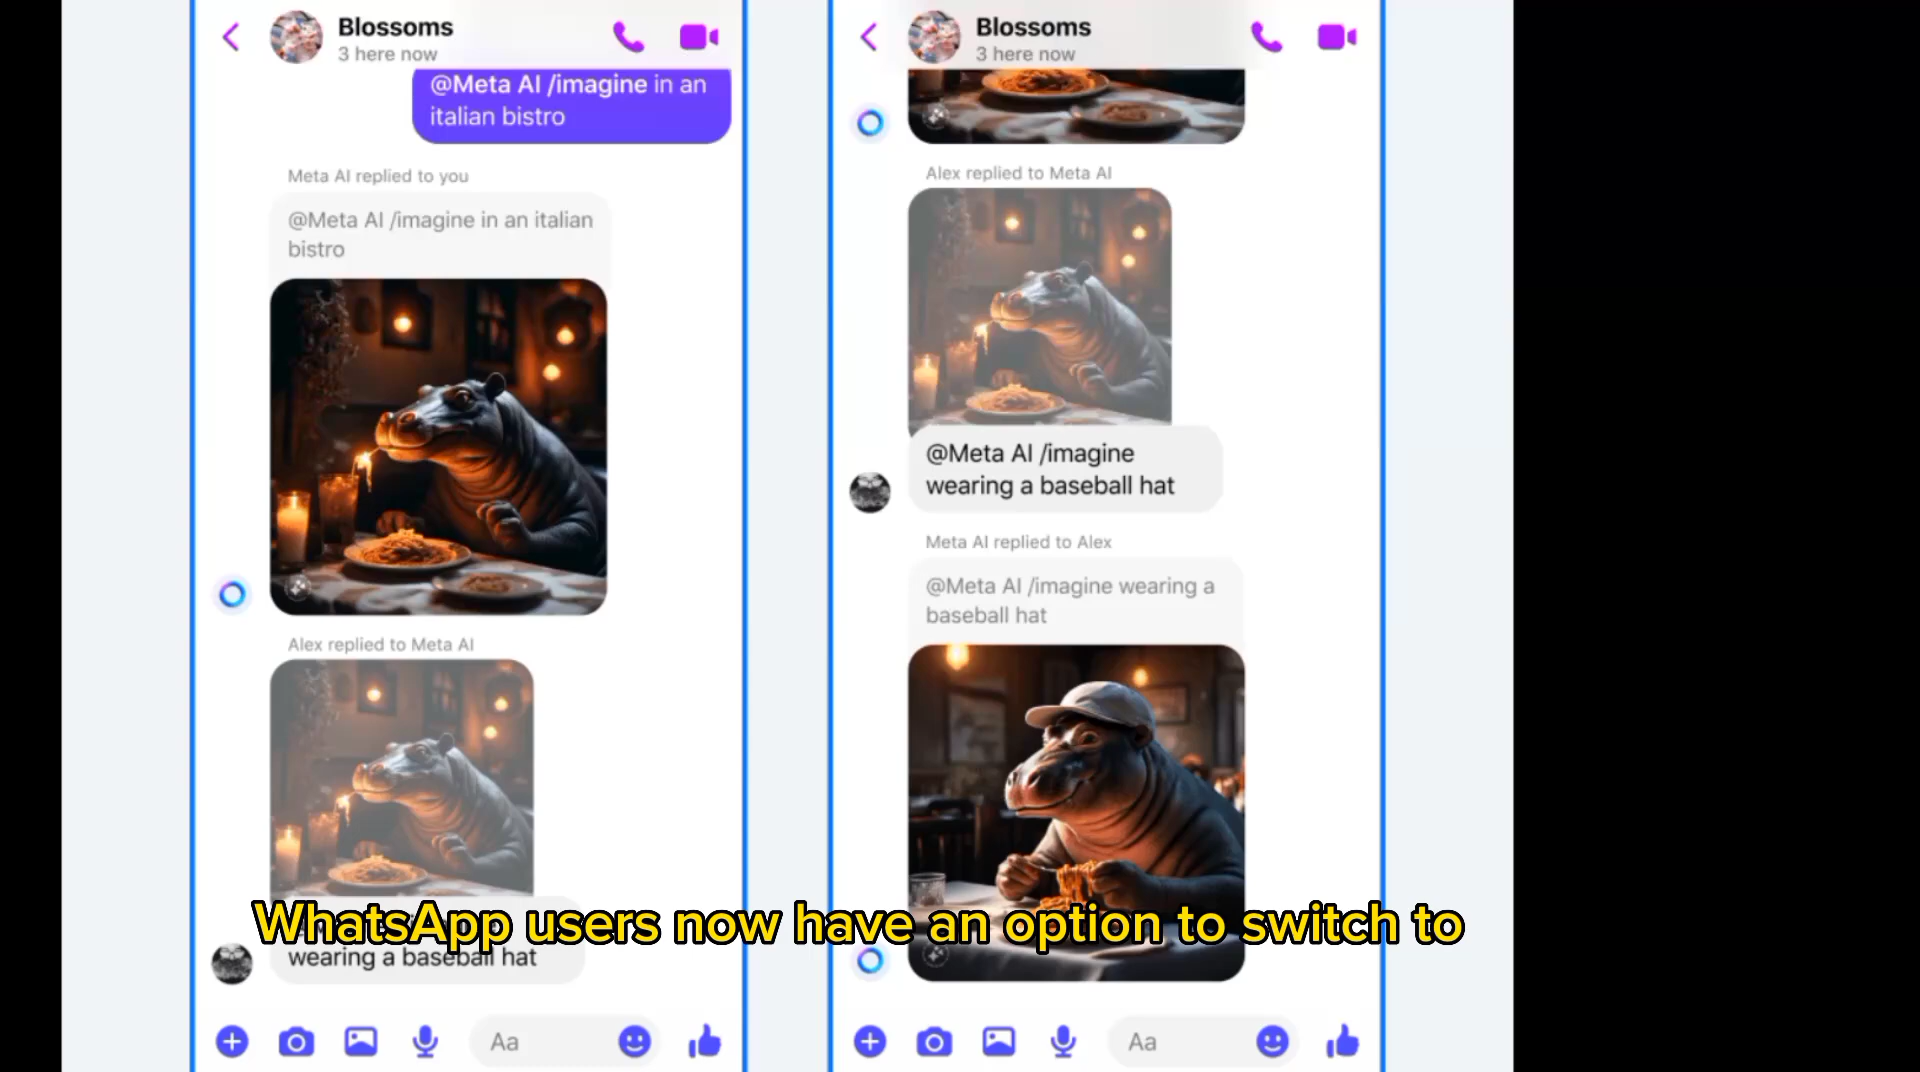 Blossoms
3 here now
@Meta AI /imagine in an
italian bistro
Meta AI replied to you
@Meta AI /imagine in an italian
bistro
Alex replied to Meta AI
wearing a baseball hat
Aa
Blossoms
3 here now
Alex replied to Meta AI
@Meta AI /imagine
wearing a baseball hat
Meta AI replied to Alex
@Meta AI /imagine wearing a
baseball hat
Aa
WhatsApp users now have an option to switch to